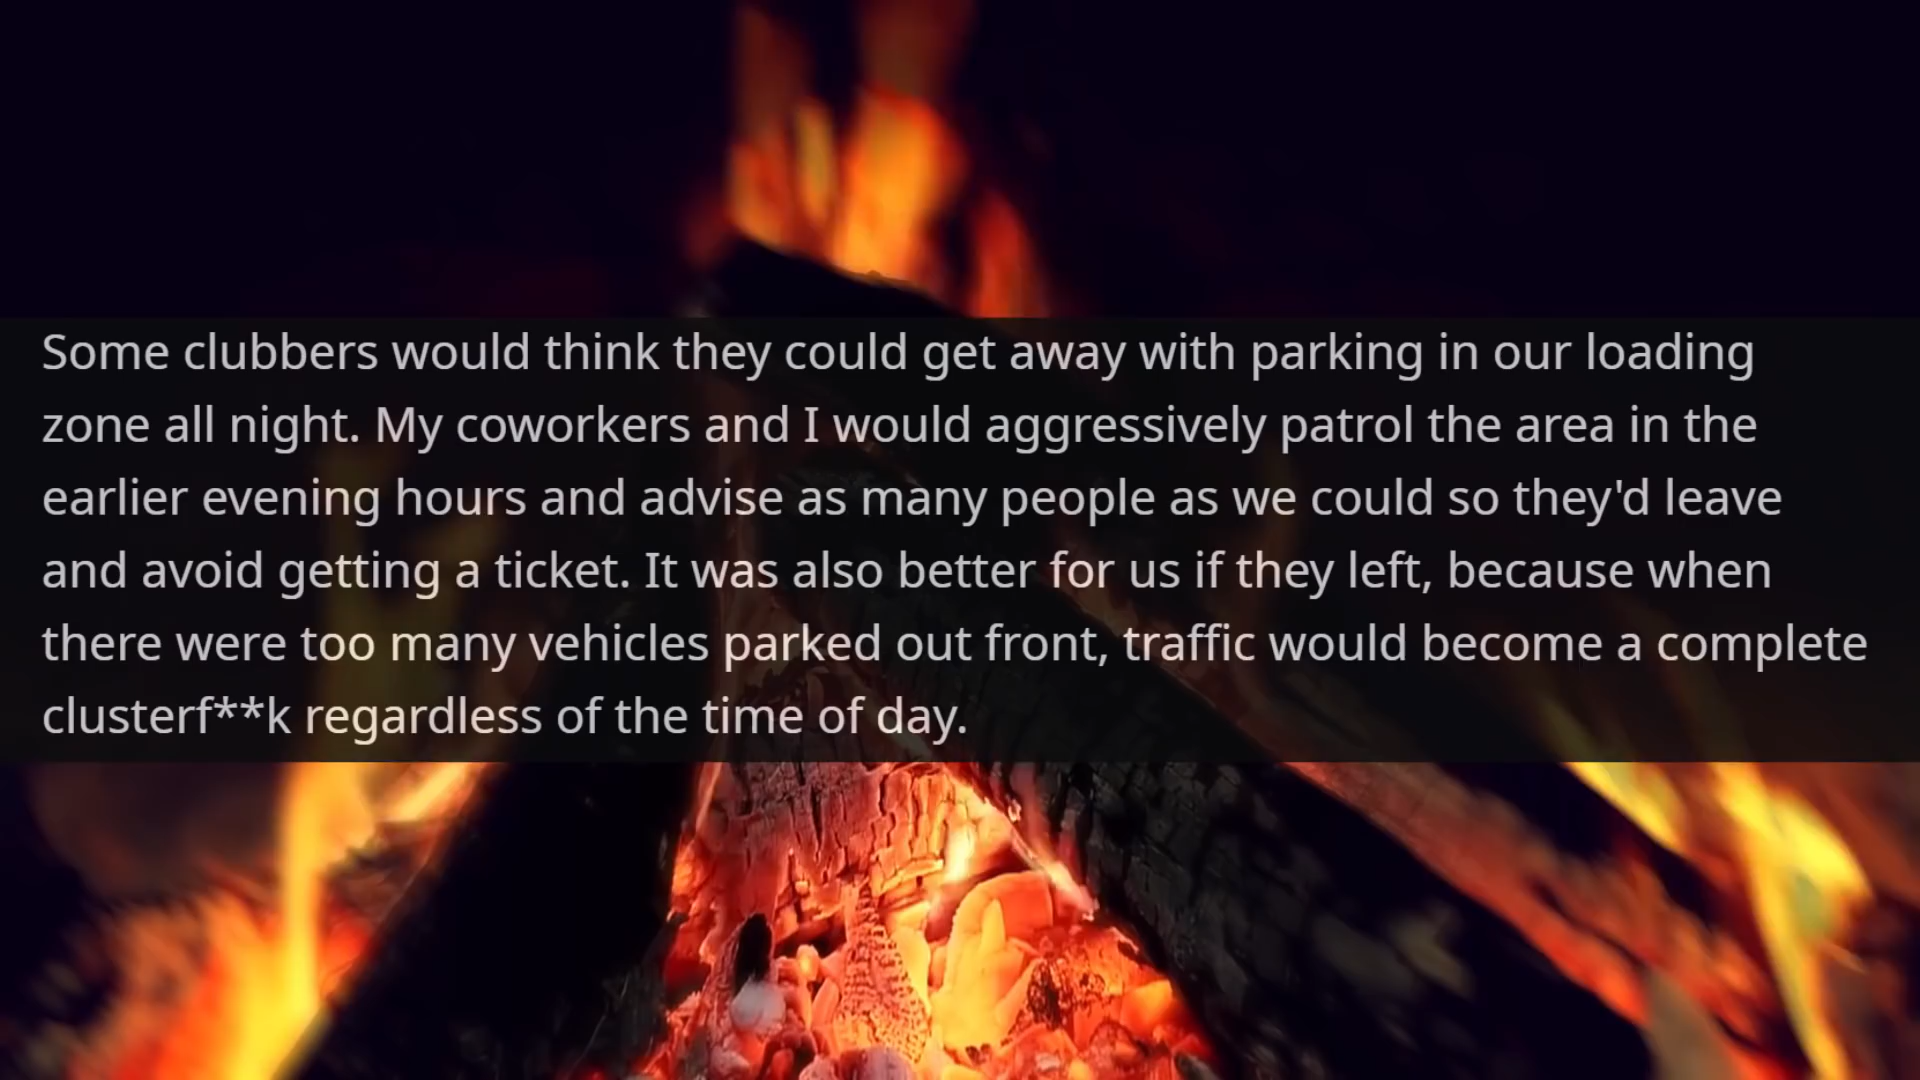 Some clubbers would think they could get away with parking in our loading
zone all night. My coworkers and I would aggressively patrol the area in the
earlier evening hours and advise as many people as we could so they'd leave
and avoid getting a ticket. It was also better for us if they left, because when
there were too many vehicles parked out front, traffic would become a complete
clusterf**k regardless of the time of day.